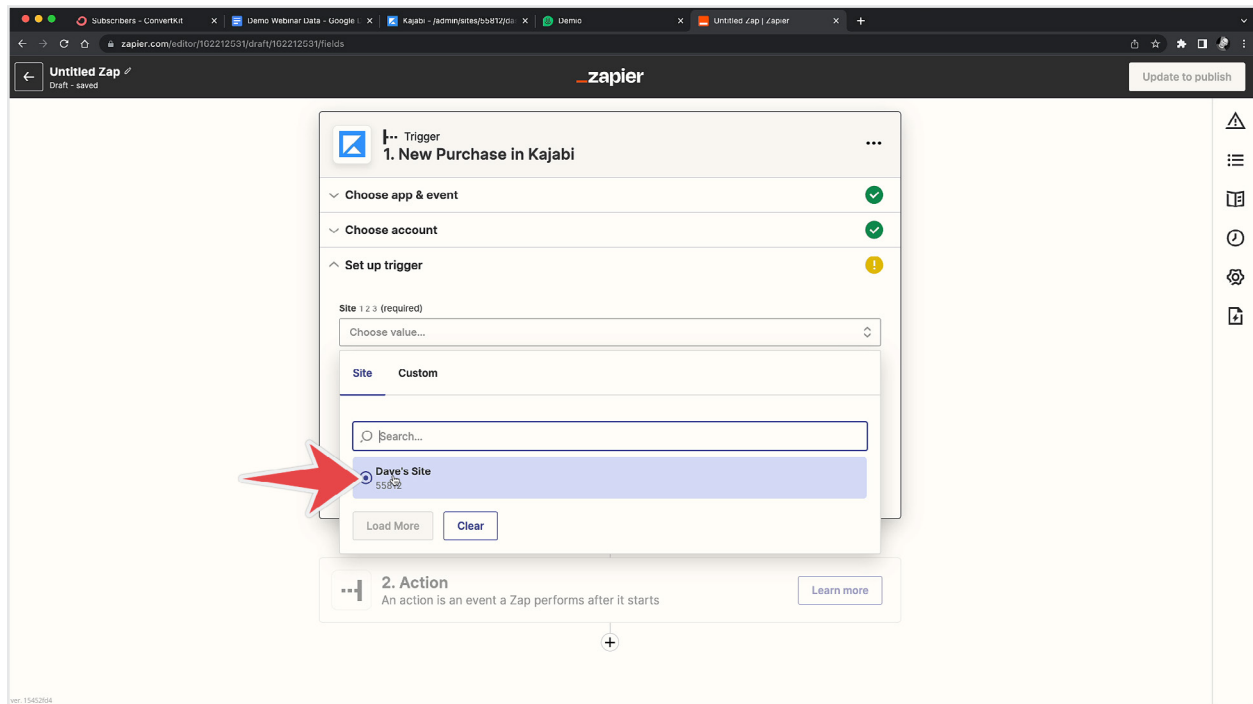 Subscribers - ConvertKit
Demo Webinar Data - Google
Kajabi - /admin/sites/55812/da
Demio
Untitled Zap | Zapier
zapier.com/editor/102212531/draft/102212531/fields
Untitled Zap
Draft - saved
_zapier
Update to publish
Trigger
1. New Purchase in Kajabi
Choose app & event
Choose account
Set up trigger
Site 1 2 3 (required)
Choose value...
Site Custom
Search...
Dave's Site
55812
Load More Clear
2. Action
An action is an event a Zap performs after it starts
Learn more
ver. 15452fd4